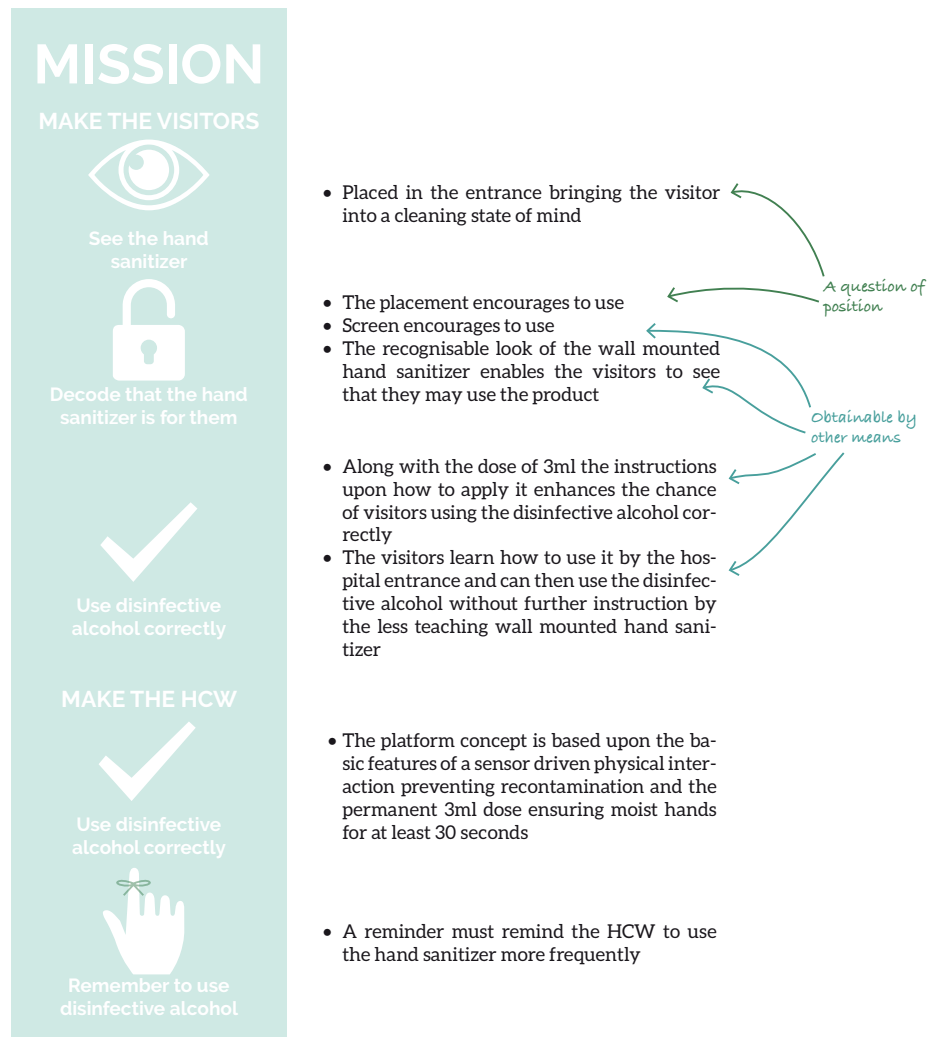 MISSION
MAKE THE VISITORS
See the hand
sanitizer
• Placed in the entrance bringing the visitor
into a cleaning state of mind
A question of
position
Decode that the hand
sanitizer is for them
• The placement encourages to use
• Screen encourages to use
• The recognisable look of the wall mounted
hand sanitizer enables the visitors to see
that they may use the product
Obtainable by
other means
Use disinfective
alcohol correctly
• Along with the dose of 3ml the instructions
upon how to apply it enhances the chance
of visitors using the disinfective alcohol cor-
rectly
• The visitors learn how to use it by the hos-
pital entrance and can then use the disinfec-
tive alcohol without further instruction by
the less teaching wall mounted hand sani-
tizer
MAKE THE HCW
Use disinfective
alcohol correctly
• The platform concept is based upon the ba-
sic features of a sensor driven physical inter-
action preventing recontamination and the
permanent 3ml dose ensuring moist hands
for at least 30 seconds
Remember to use
disinfective alcohol
• A reminder must remind the HCW to use
the hand sanitizer more frequently